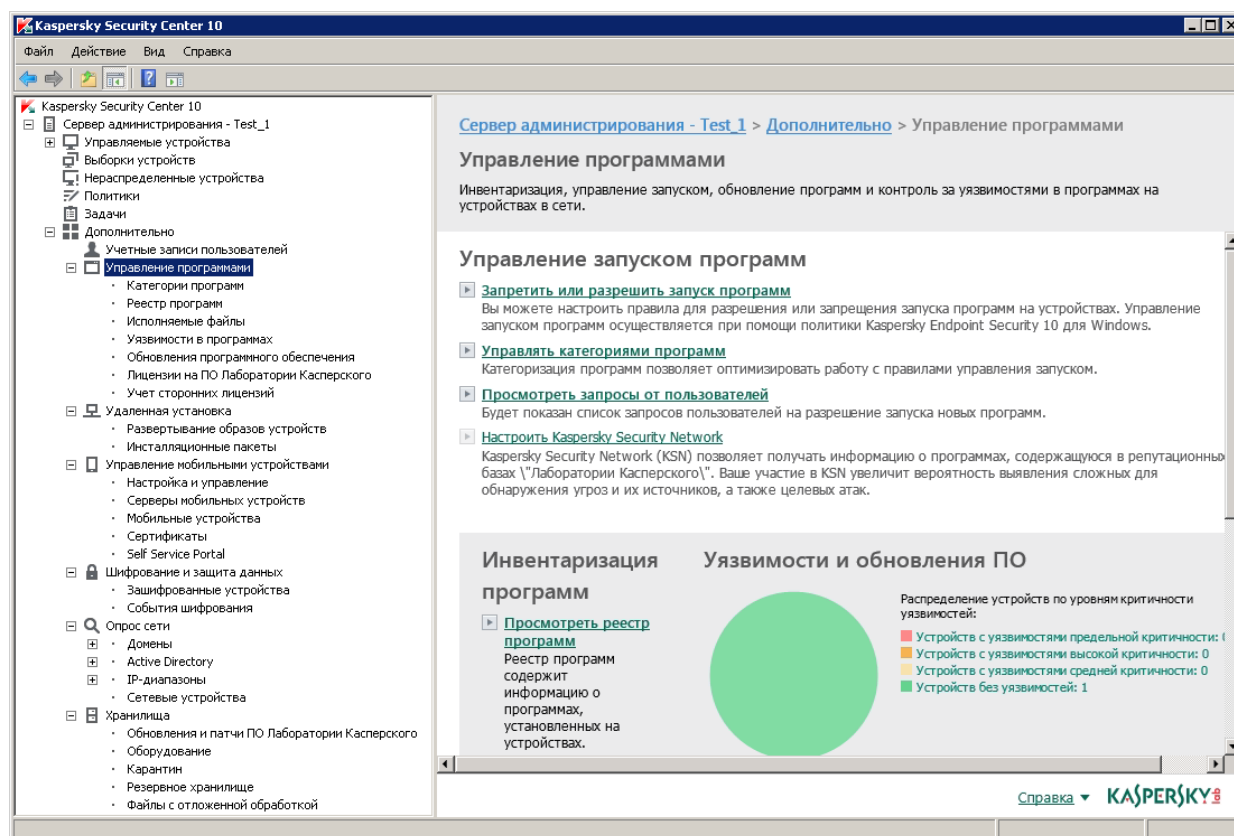 Kaspersky Security Center 10
Файл Действие Вид Справка
Kaspersky Security Center 10
Сервер администрирования - Test_1
Управляемые устройства
Выборки устройств
Нераспределенные устройства
Политики
Задачи
Дополнительно
Учетные записи пользователей
Управление программами
Категории программ
Реестр программ
Исполняемые файлы
Уязвимости в программах
Обновления программного обеспечения
Лицензии на ПО Лаборатории Касперского
Учет сторонних лицензий
Удаленная установка
Развертывание образов устройств
Инсталляционные пакеты
Управление мобильными устройствами
Настройка и управление
Серверы мобильных устройств
Мобильные устройства
Сертификаты
Self Service Portal
Шифрование и защита данных
Зашифрованные устройства
События шифрования
Опрос сети
Домены
Active Directory
IP-диапазоны
Сетевые устройства
Хранилища
Обновления и патчи ПО Лаборатории Касперского
Оборудование
Карантин
Резервное хранилище
Файлы с отложенной обработкой
Сервер администрирования - Test_1 > Дополнительно > Управление программами
Управление программами
Инвентаризация, управление запуском, обновление программ и контроль за уязвимостями в программах на
устройствах в сети.
Управление запуском программ
Запретить или разрешить запуск программ
Вы можете настроить правила для разрешения или запрещения запуска программ на устройствах. Управление
запуском программ осуществляется при помощи политики Kaspersky Endpoint Security 10 для Windows.
Управлять категориями программ
Категоризация программ позволяет оптимизировать работу с правилами управления запуском.
Просмотреть запросы от пользователей
Будет показан список запросов пользователей на разрешение запуска новых программ.
Настроить Kaspersky Security Network
Kaspersky Security Network (KSN) позволяет получать информацию о программах, содержащуюся в репутационных
базах \"Лаборатории Касперского\". Ваше участие в KSN увеличит вероятность выявления сложных для
обнаружения угроз и их источников, а также целевых атак.
Инвентаризация
программ
Просмотреть реестр
программ
Реестр программ
содержит
информацию о
программах,
установленных на
устройствах.
Уязвимости и обновления ПО
Распределение устройств по уровням критичности
уязвимостей:
Устройств с уязвимостями предельной критичности:
Устройств с уязвимостями высокой критичности: 0
Устройств с уязвимостями средней критичности: 0
Устройств без уязвимостей: 1
Справка
KASPERSKY lab